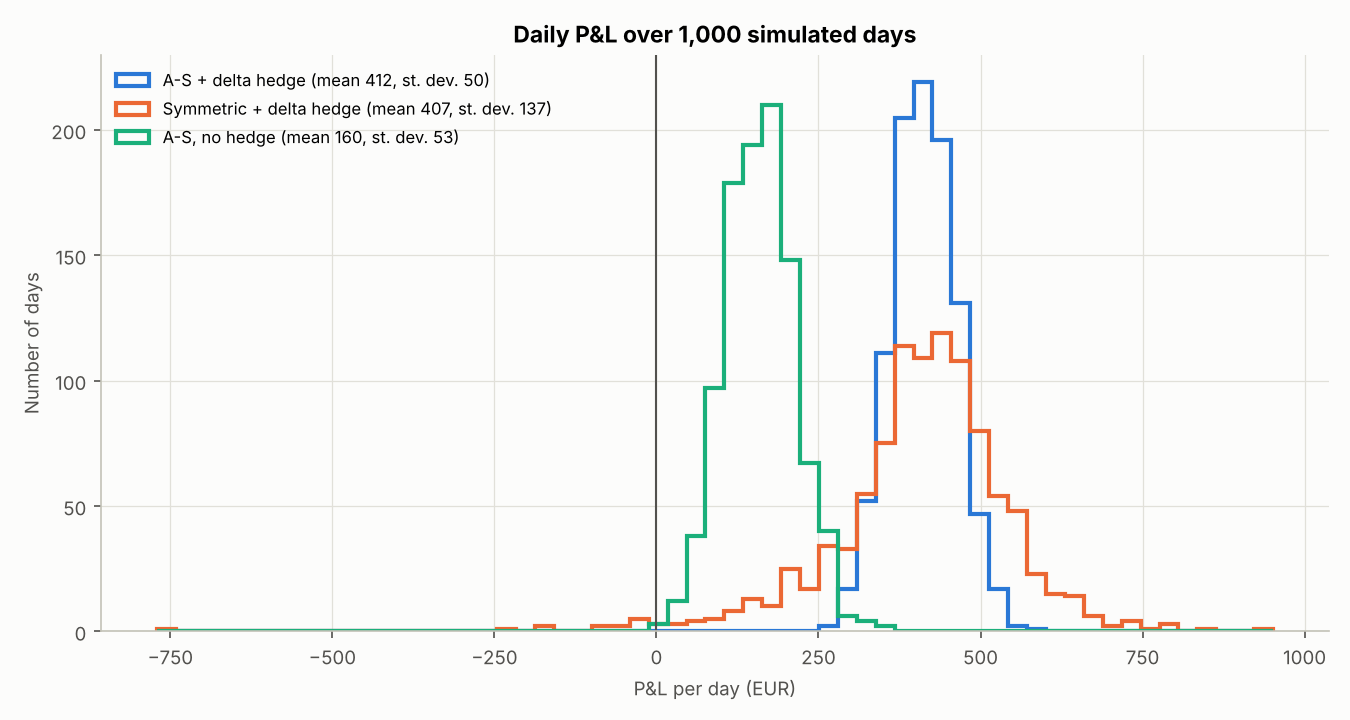 Daily P&L over 1,000 simulated days
A-S + delta hedge (mean 412, st. dev. 50)
Symmetric + delta hedge (mean 407, st. dev. 137)
A-S, no hedge (mean 160, st. dev. 53)
Number of days
200
150
100
50
0
−750 −500 −250 0 250 500 750 1000
P&L per day (EUR)